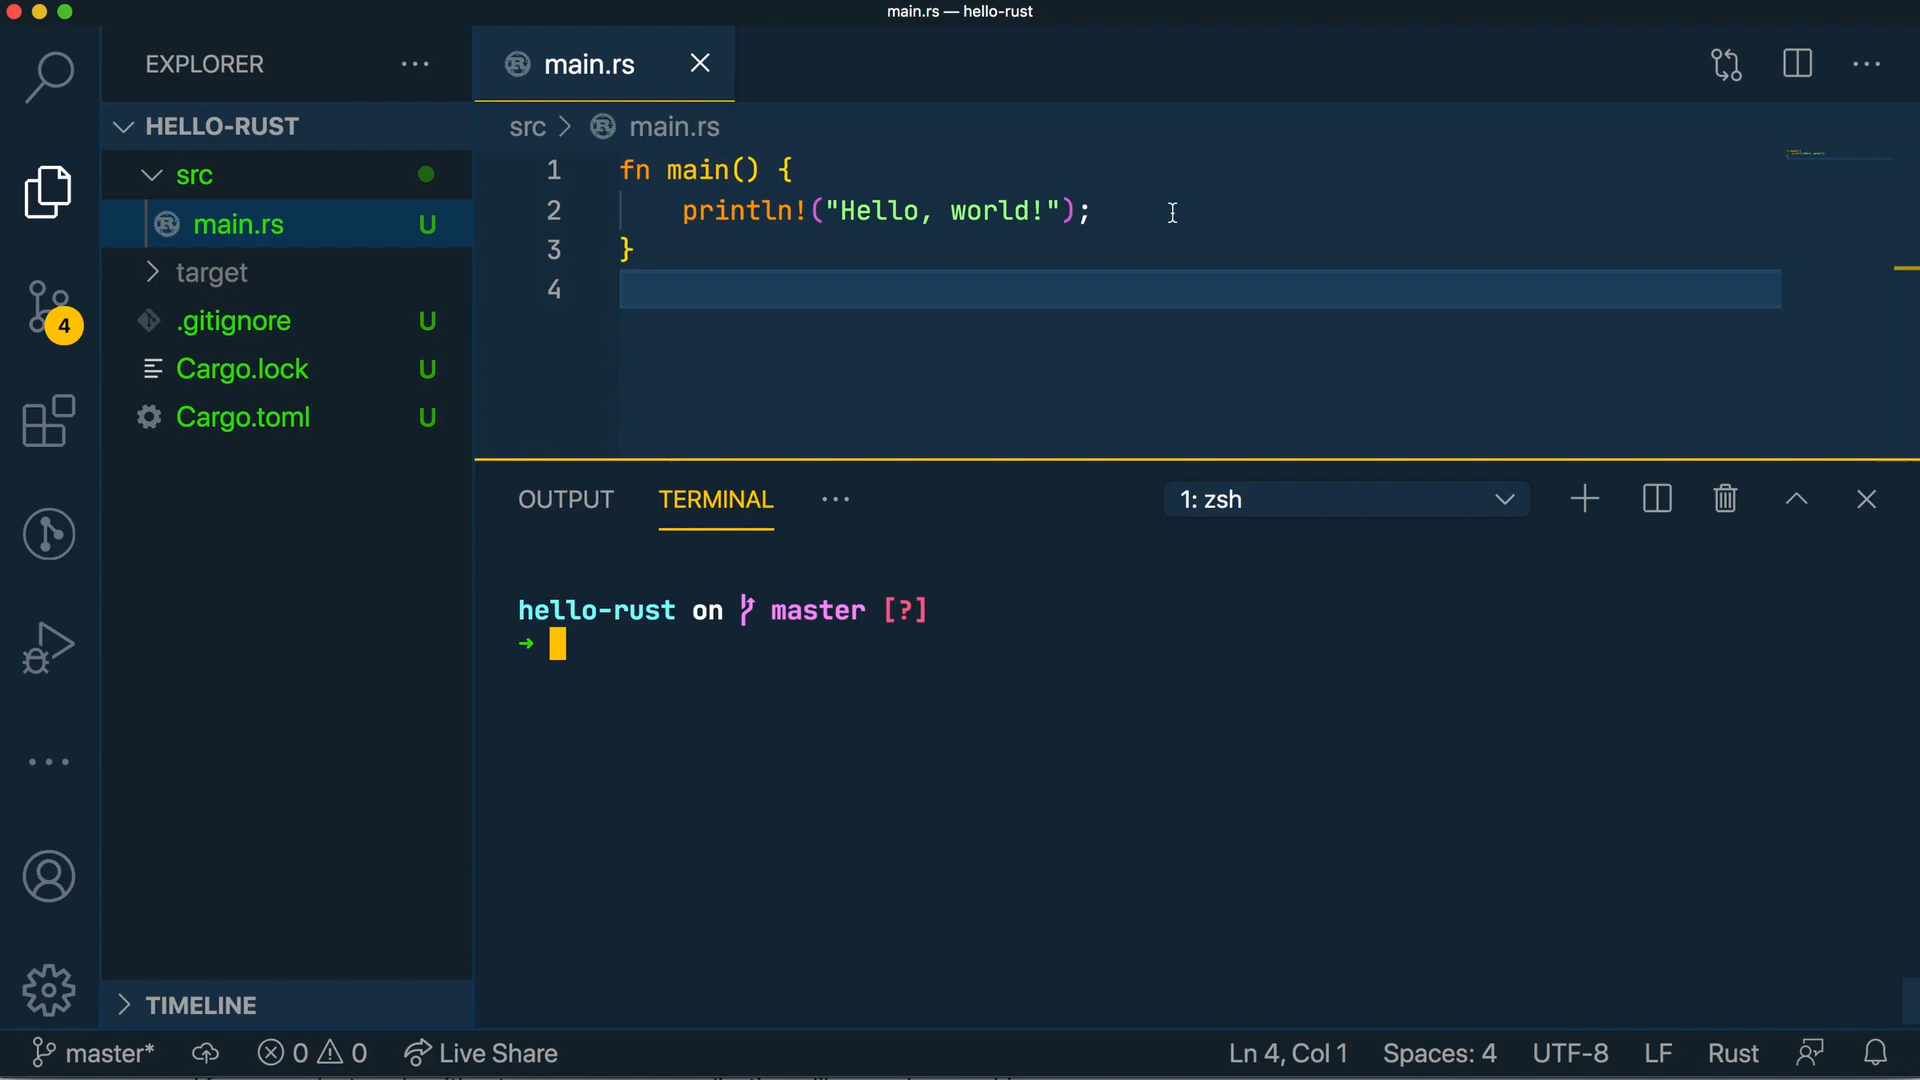 main.rs — hello-rust
EXPLORER
HELLO-RUST
src
main.rs U
target
.gitignore U
Cargo.lock U
Cargo.toml U
TIMELINE
4
main.rs
src > main.rs
1 fn main() {
2     println!("Hello, world!");
3 }
4
OUTPUT TERMINAL
1: zsh
hello-rust on master [?]
➜
master* 0 0 Live Share
Ln 4, Col 1 Spaces: 4 UTF-8 LF Rust